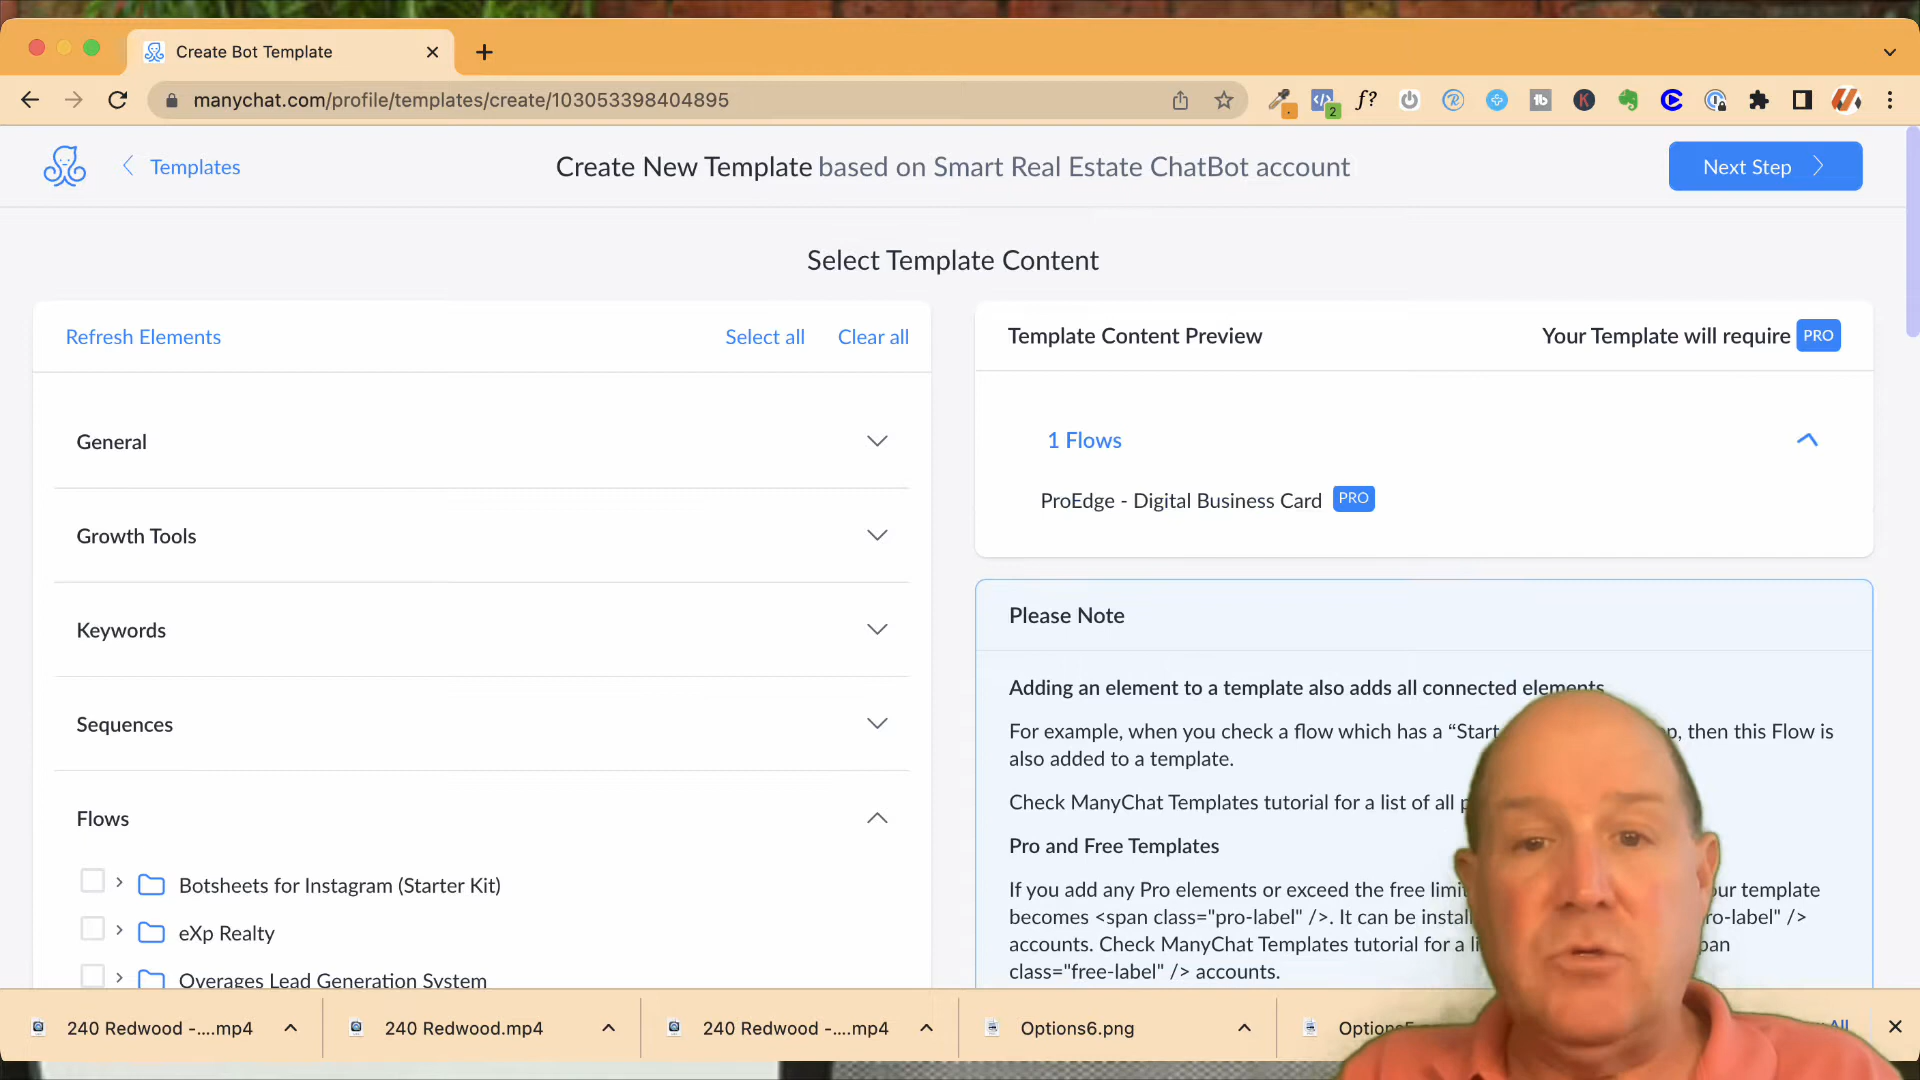 Create Bot Template
manychat.com/profile/templates/create/103053398404895
f?
2
Templates
Create New Template based on Smart Real Estate ChatBot account
Next Step
Select Template Content
Refresh Elements
Select all
Clear all
Template Content Preview
Your Template will require PRO
General
1 Flows
ProEdge - Digital Business Card PRO
Growth Tools
Please Note
Keywords
Adding an element to a template also adds all connected elements
For example, when you check a flow which has a “Start
, then this Flow is
also added to a template.
Sequences
Check ManyChat Templates tutorial for a list of all
Flows
Pro and Free Templates
If you add any Pro elements or exceed the free
template
becomes <span class="pro-label" />. It can be
/>
accounts. Check ManyChat Templates tutorial for a
class="free-label" /> accounts.
Botsheets for Instagram (Starter Kit)
eXp Realty
Overages Lead Generation System
240 Redwood -....mp4
240 Redwood.mp4
240 Redwood -....mp4
Options6.png
All